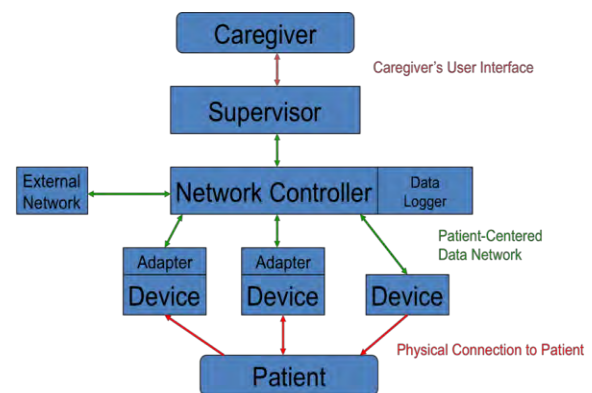 Caregiver
Caregiver's User Interface
Supervisor
External
Network
Network Controller
Data
Logger
Patient-Centered
Data Network
Adapter
Device
Adapter
Device
Device
Physical Connection to Patient
Patient